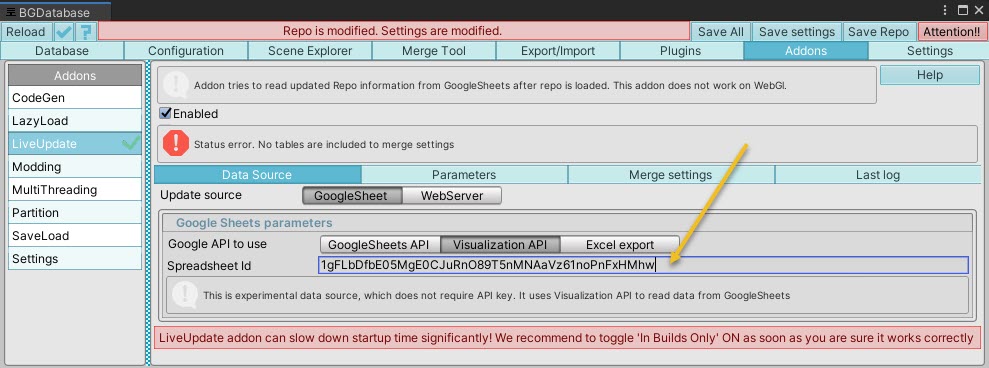 BGDatabase
Reload ? Repo is modified. Settings are modified. Save All Save settings Save Repo Attention!!
Database Configuration Scene Explorer Merge Tool Export/Import Plugins Addons Settings
Addons
CodeGen
LazyLoad
LiveUpdate
Modding
MultiThreading
Partition
SaveLoad
Settings
Addon tries to read updated Repo information from GoogleSheets after repo is loaded. This addon does not work on WebGl.
Help
Enabled
Status error. No tables are included to merge settings
Data Source Parameters Merge settings Last log
Update source GoogleSheet WebServer
Google Sheets parameters
Google API to use GoogleSheets API Visualization API Excel export
Spreadsheet Id 1gFLbDfbE05MgE0CJuRnO89T5nMNAaVz61noPnFxHMhw
This is experimental data source, which does not require API key. It uses Visualization API to read data from GoogleSheets
LiveUpdate addon can slow down startup time significantly! We recommend to toggle 'In Builds Only' ON as soon as you are sure it works correctly